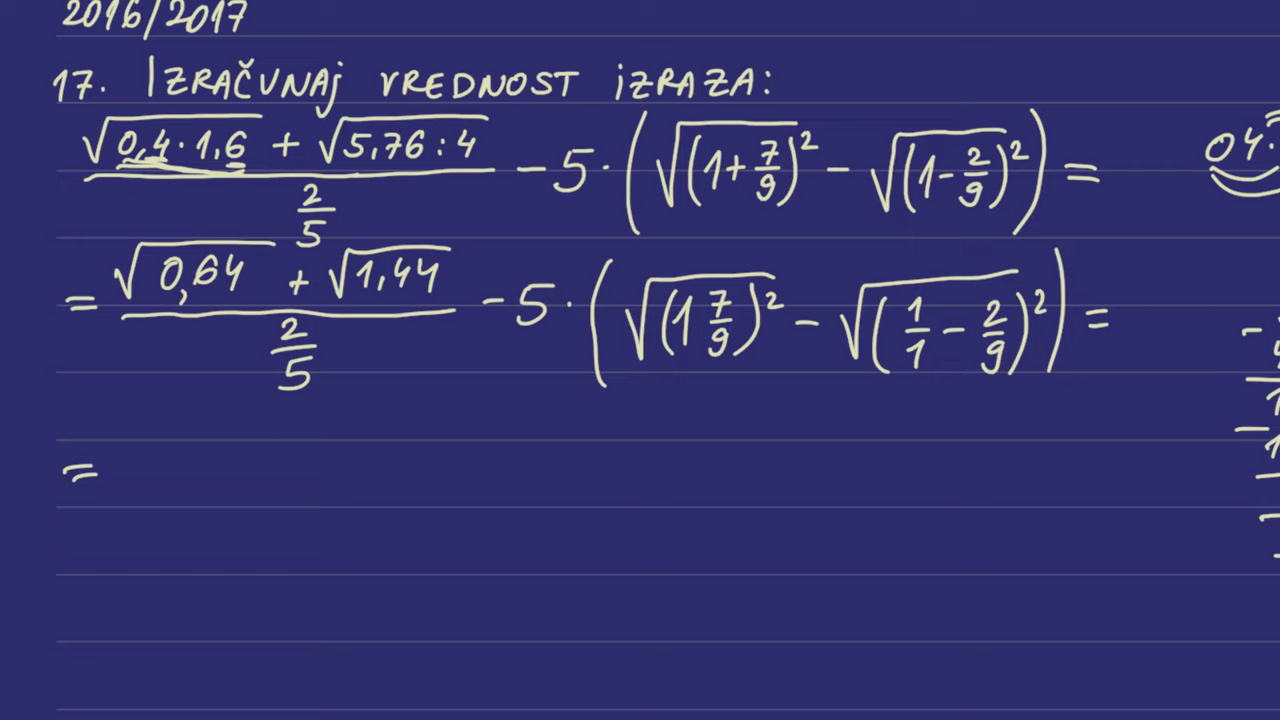 2016/2017
17. IZRAČUNAJ VREDNOST IZRAZA:
(√(0,4·1,6) + √(5,76:4)) / (2/5) − 5·(√((1+7/9)²) − √((1−2/9)²)) =
= (√(0,64) + √(1,44)) / (2/5) − 5·(√((1 7/9)²) − √((1/1 − 2/9)²)) =
=
04·